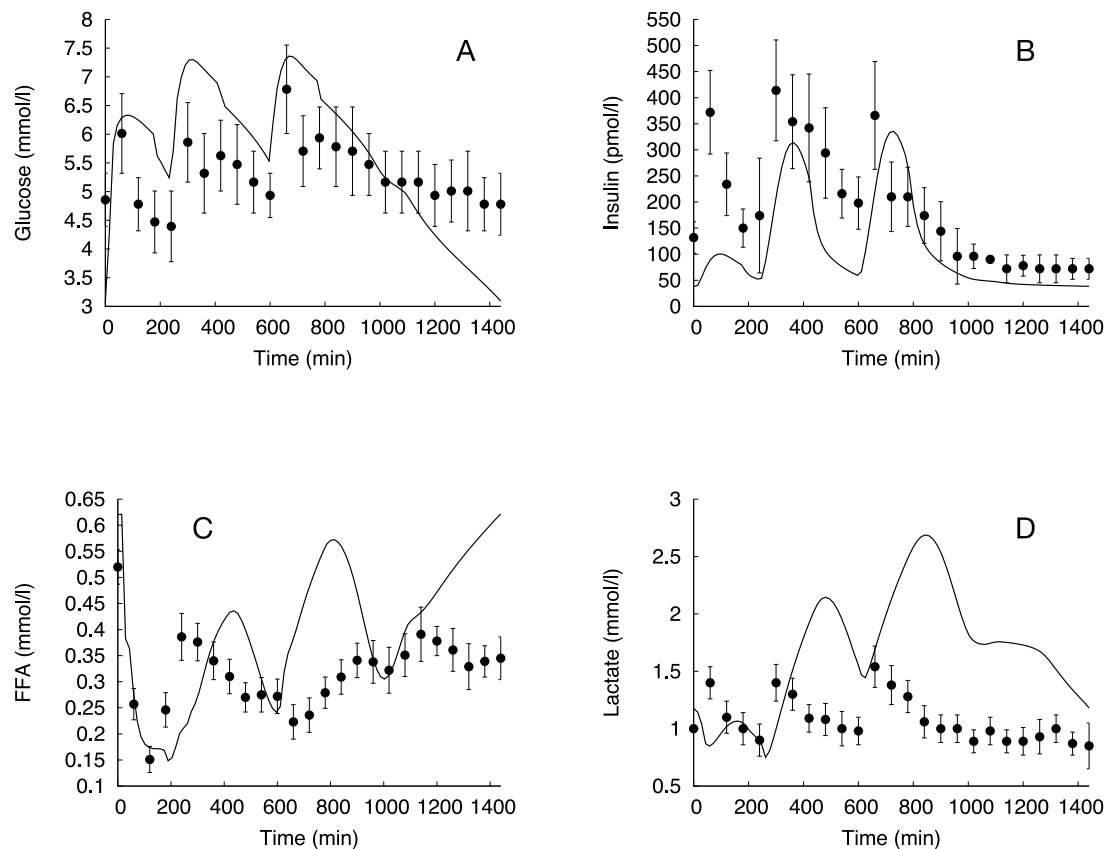 A
Glucose (mmol/l)
8
7.5
7
6.5
6
5.5
5
4.5
4
3.5
3
0 200 400 600 800 1000 1200 1400
Time (min)
B
Insulin (pmol/l)
550
500
450
400
350
300
250
200
150
100
50
0
0 200 400 600 800 1000 1200 1400
Time (min)
C
FFA (mmol/l)
0.65
0.6
0.55
0.5
0.45
0.4
0.35
0.3
0.25
0.2
0.15
0.1
0 200 400 600 800 1000 1200 1400
Time (min)
D
Lactate (mmol/l)
3
2.5
2
1.5
1
0.5
0 200 400 600 800 1000 1200 1400
Time (min)